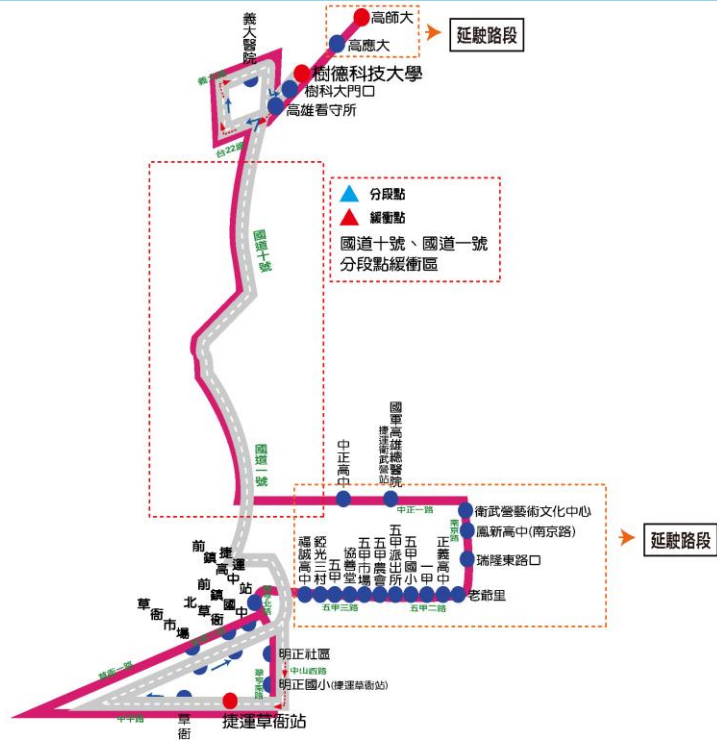 高師大
高應大
延駛路段
義大醫院
樹德科技大學
樹科大門口
高雄看守所
台22線
分段點
緩衝點
國道十號、國道一號
分段點緩衝區
國道十號
國道一號
中正高中
國軍高雄總醫院
捷運衛武營站
中正一路
衛武營藝術文化中心
南京路
鳳新高中(南京路)
瑞隆東路口
延駛路段
福誠高中
錏光三村
五甲
協善堂
五甲市場
五甲農會
五甲派出所
五甲國小
一甲
正義高中
老爺里
五甲三路
五甲二路
捷運
前鎮高中站
前鎮國中
北草衙
草衙市場
草衙一路
明正社區
中山四路
明正國小(捷運草衙站)
草衙
捷運草衙站